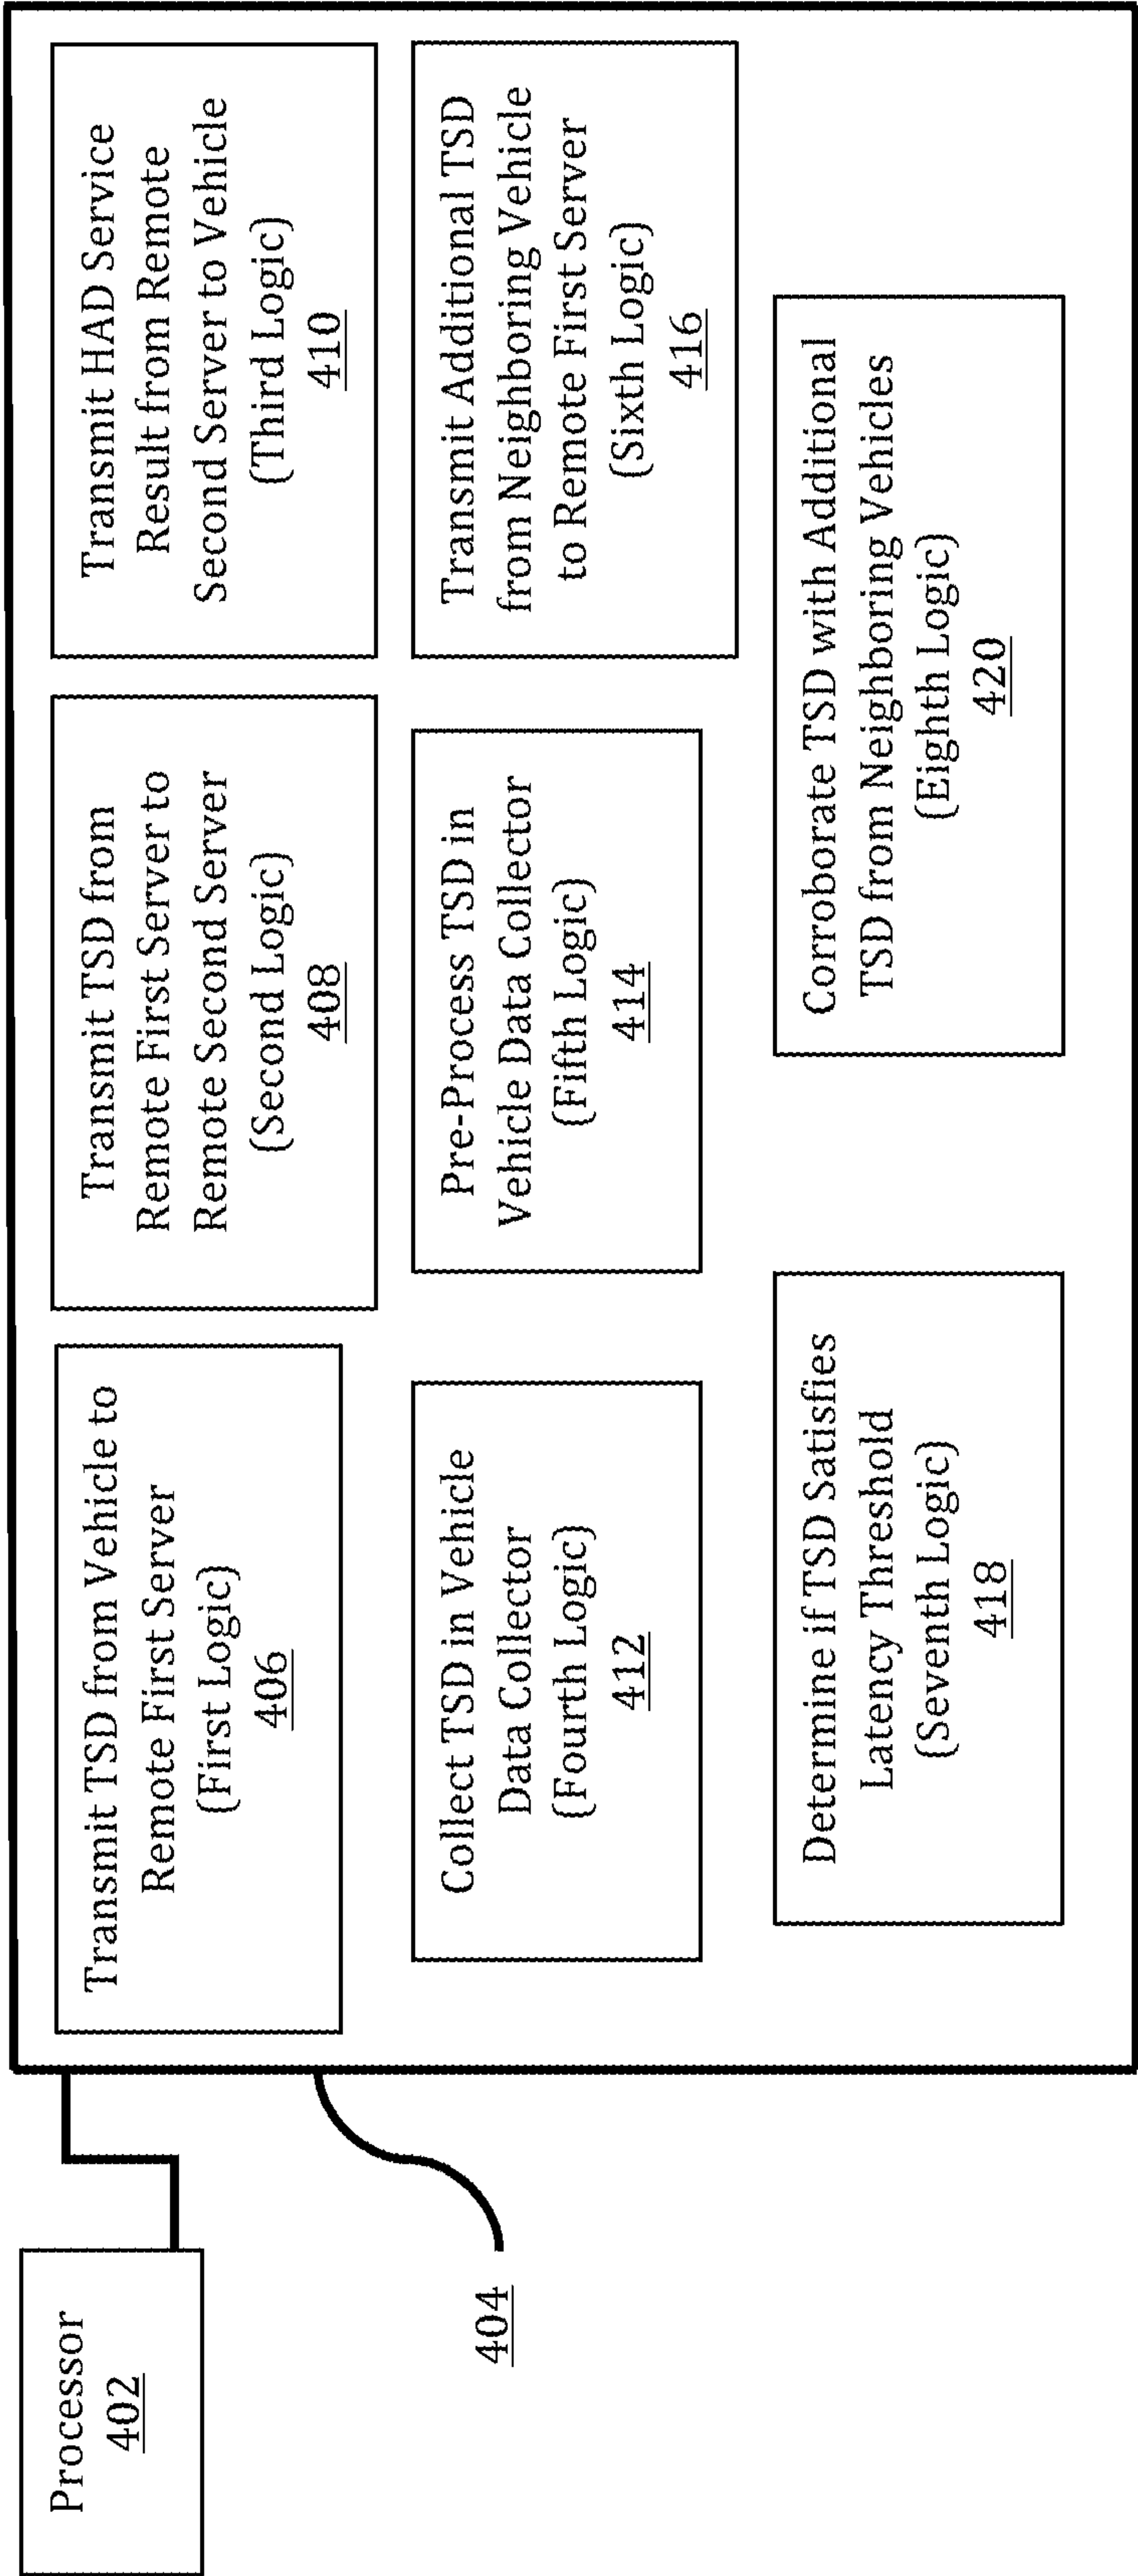 Processor
402
404
Transmit TSD from Vehicle to
Remote First Server
(First Logic)
406
Transmit TSD from
Remote First Server to
Remote Second Server
(Second Logic)
408
Transmit HAD Service
Result from Remote
Second Server to Vehicle
(Third Logic)
410
Collect TSD in Vehicle
Data Collector
(Fourth Logic)
412
Pre-Process TSD in
Vehicle Data Collector
(Fifth Logic)
414
Transmit Additional TSD
from Neighboring Vehicle
to Remote First Server
(Sixth Logic)
416
Determine if TSD Satisfies
Latency Threshold
(Seventh Logic)
418
Corroborate TSD with Additional
TSD from Neighboring Vehicles
(Eighth Logic)
420